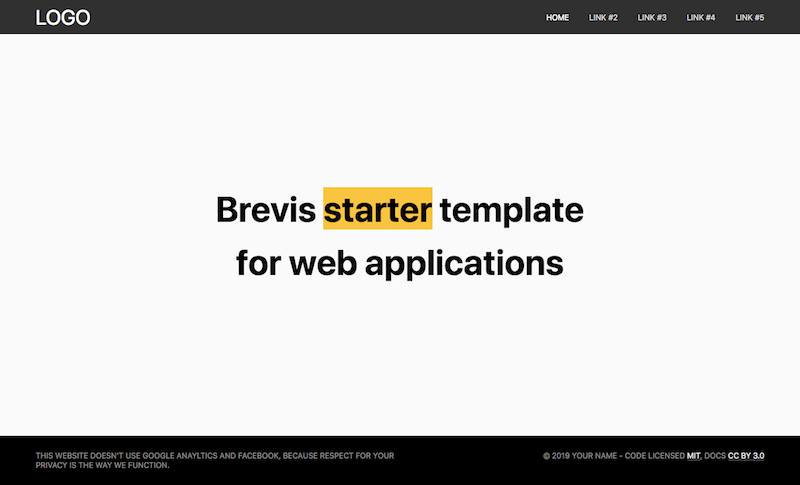 LOGO
HOME LINK #2 LINK #3 LINK #4 LINK #5
Brevis starter template
for web applications
THIS WEBSITE DOESN'T USE GOOGLE ANAYLTICS AND FACEBOOK, BECAUSE RESPECT FOR YOUR
PRIVACY IS THE WAY WE FUNCTION.
© 2019 YOUR NAME - CODE LICENSED MIT, DOCS CC BY 3.0